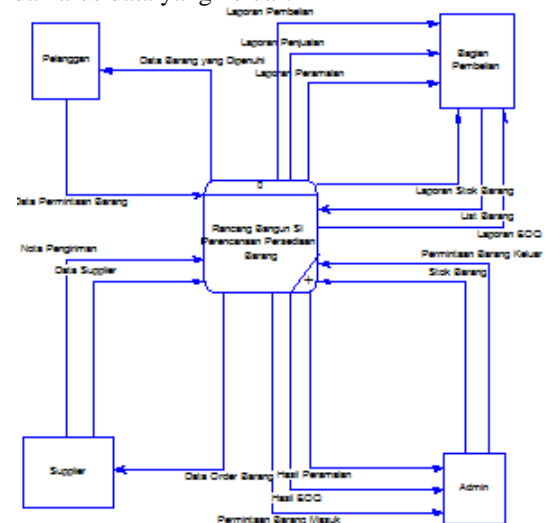 Laporan Pembelian
Pelanggan
Bagian
Pembelian
Laporan Penjualan
Data Barang yang Dipenuhi
Laporan Peramalan
0
Laporan Stok Barang
Data Permintaan Barang
List Barang
Rancang Bangun SI
Perencanaan Persediaan
Barang
Laporan EOQ
Nota Pengiriman
Permintaan Barang Keluar
Data Supplier
Stok Barang
+
Supplier
Data Order Barang
Hasil Peramalan
Admin
Hasil EOQ
Permintaan Barang Masuk